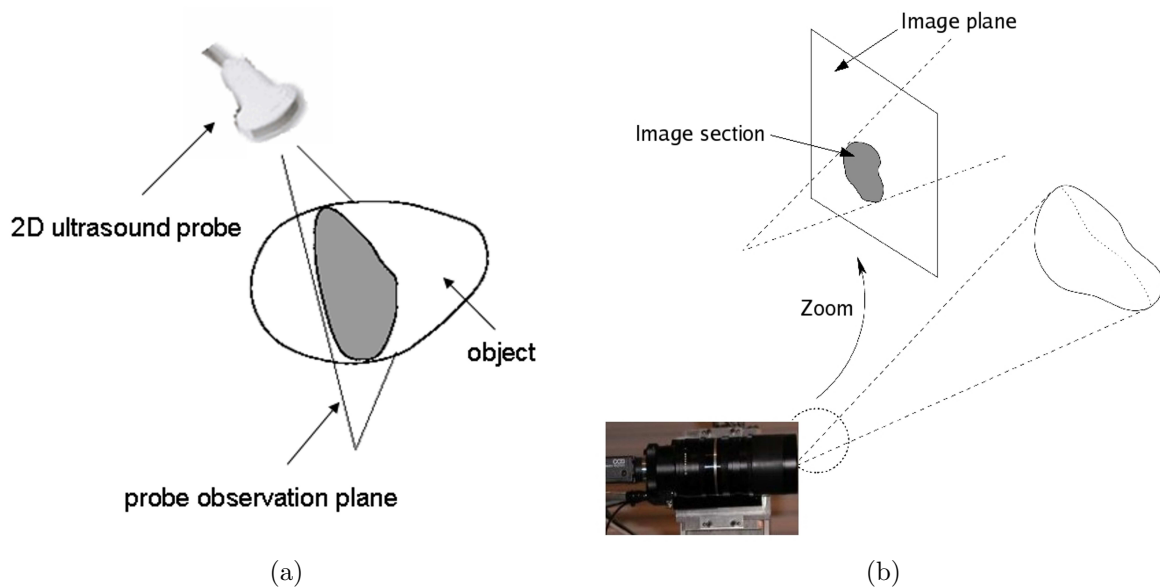 2D ultrasound probe
object
probe observation plane
(a)
Image plane
Image section
Zoom
(b)